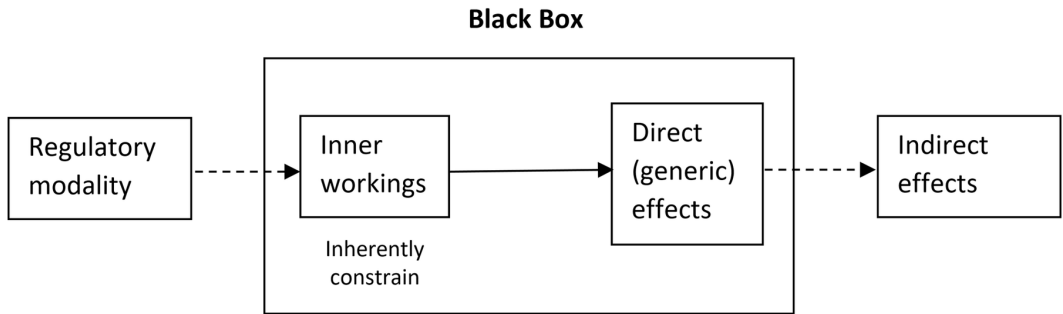 Black Box
Regulatory
modality
Inner
workings
Inherently
constrain
Direct
(generic)
effects
Indirect
effects